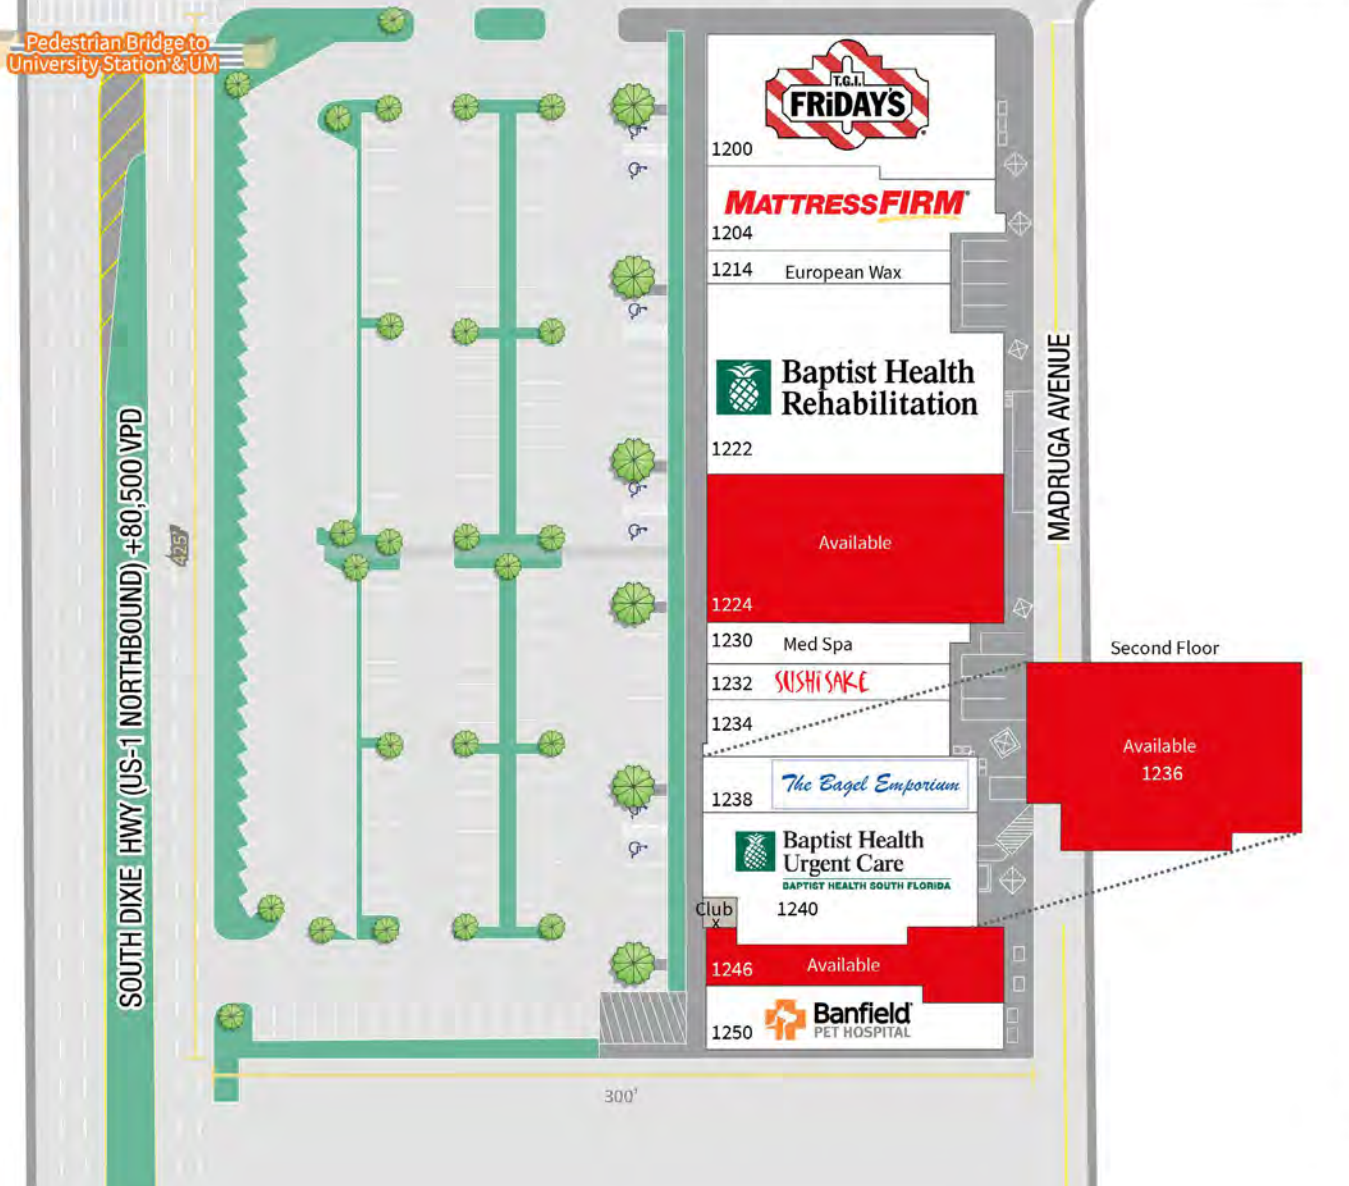 Pedestrian Bridge to
University Station & UM
SOUTH DIXIE HWY (US-1 NORTHBOUND) +80,500 VPD
425'
T.G.I.
FRiDAY'S
1200
MATTRESSFIRM
1204
1214 European Wax
Baptist Health
Rehabilitation
1222
Available
1224
1230 Med Spa
1232 SUSHi SAKE
1234
The Bagel Emporium
1238
Baptist Health
Urgent Care
BAPTIST HEALTH SOUTH FLORIDA
Club
x
1240
1246 Available
Banfield
PET HOSPITAL
1250
MADRUGA AVENUE
Second Floor
Available
1236
300'